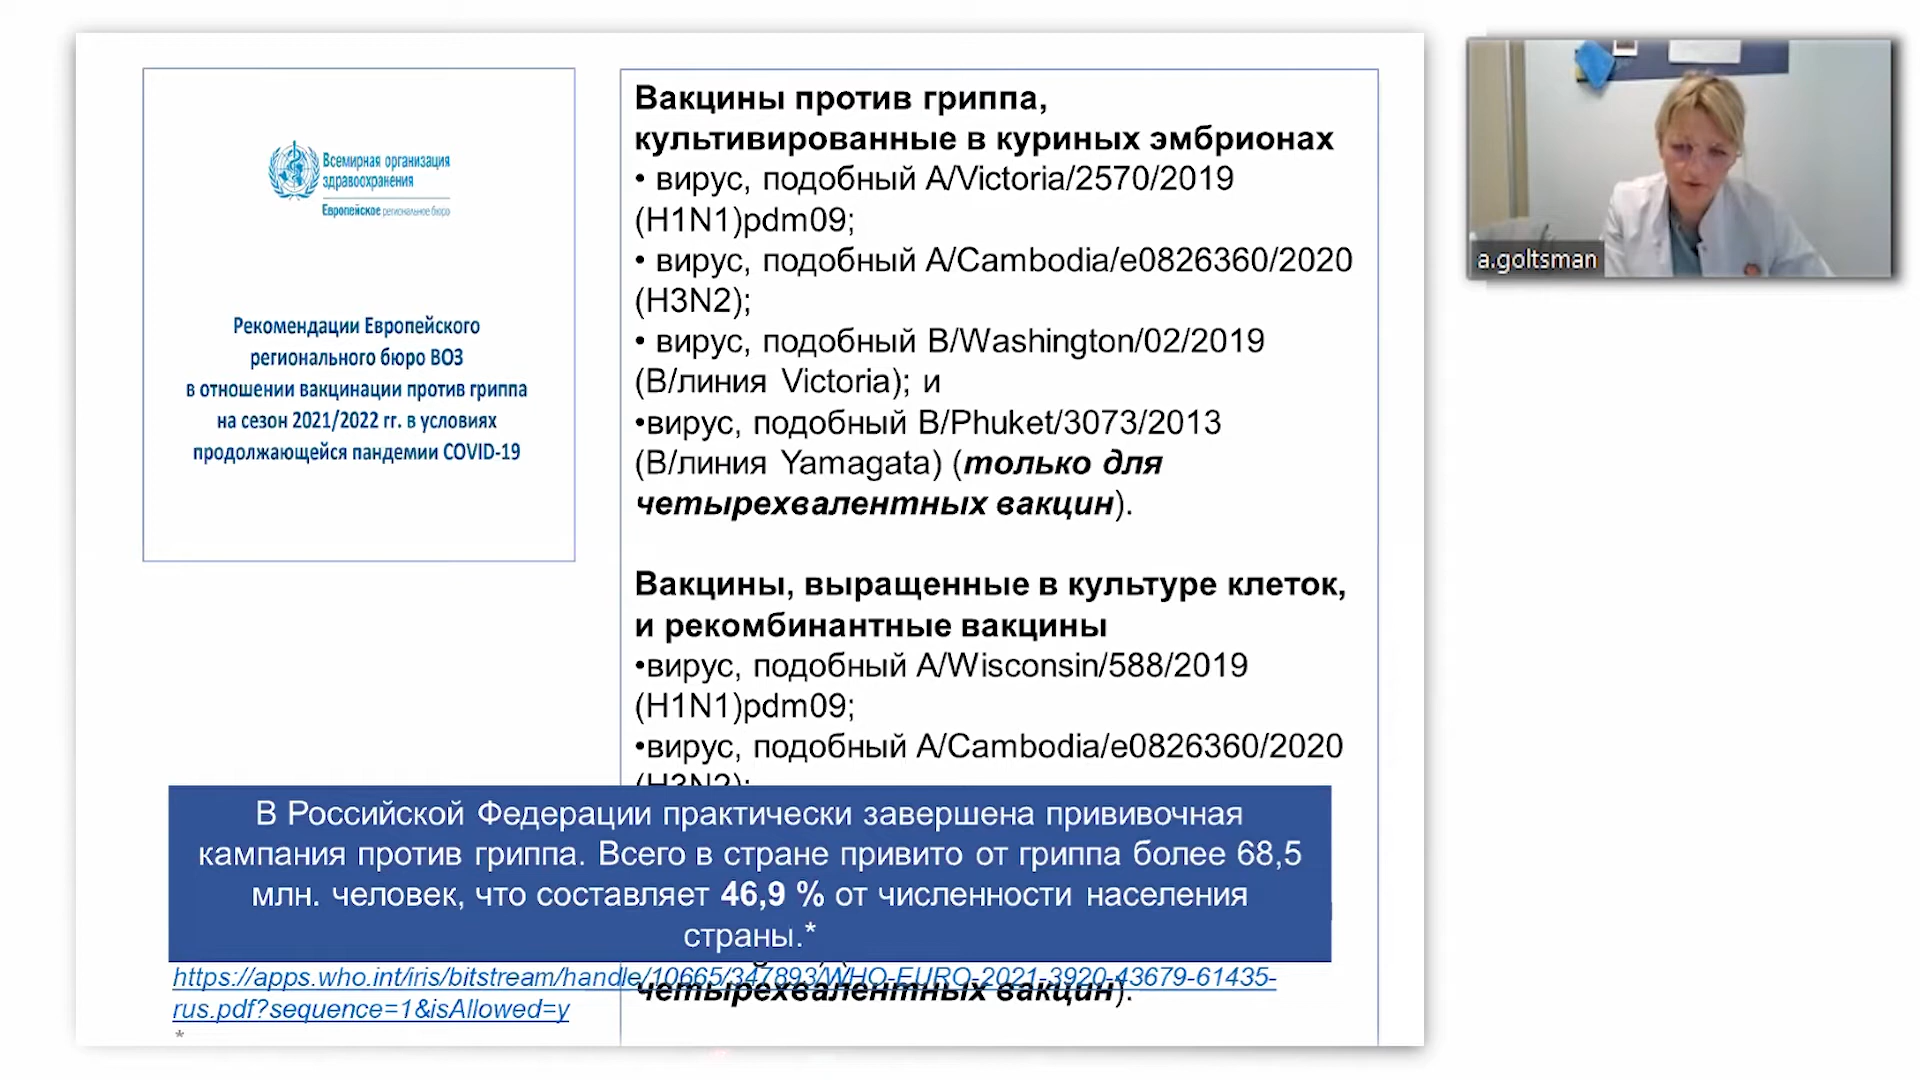 Всемирная организация
здравоохранения
Европейское региональное бюро
Рекомендации Европейского
регионального бюро ВОЗ
в отношении вакцинации против гриппа
на сезон 2021/2022 гг. в условиях
продолжающейся пандемии COVID-19
Вакцины против гриппа,
культивированные в куриных эмбрионах
• вирус, подобный A/Victoria/2570/2019
(H1N1)pdm09;
• вирус, подобный A/Cambodia/e0826360/2020
(H3N2);
• вирус, подобный B/Washington/02/2019
(B/линия Victoria); и
•вирус, подобный B/Phuket/3073/2013
(B/линия Yamagata) (только для
четырехвалентных вакцин).
Вакцины, выращенные в культуре клеток,
и рекомбинантные вакцины
•вирус, подобный A/Wisconsin/588/2019
(H1N1)pdm09;
•вирус, подобный A/Cambodia/e0826360/2020
(H3N2);
В Российской Федерации практически завершена прививочная
кампания против гриппа. Всего в стране привито от гриппа более 68,5
млн. человек, что составляет 46,9 % от численности населения
страны.*
https://apps.who.int/iris/bitstream/handle/10665/347893/WHO-EURO-2021-3920-43679-61435-
rus.pdf?sequence=1&isAllowed=y
четырехвалентных вакцин).
*
a.goltsman